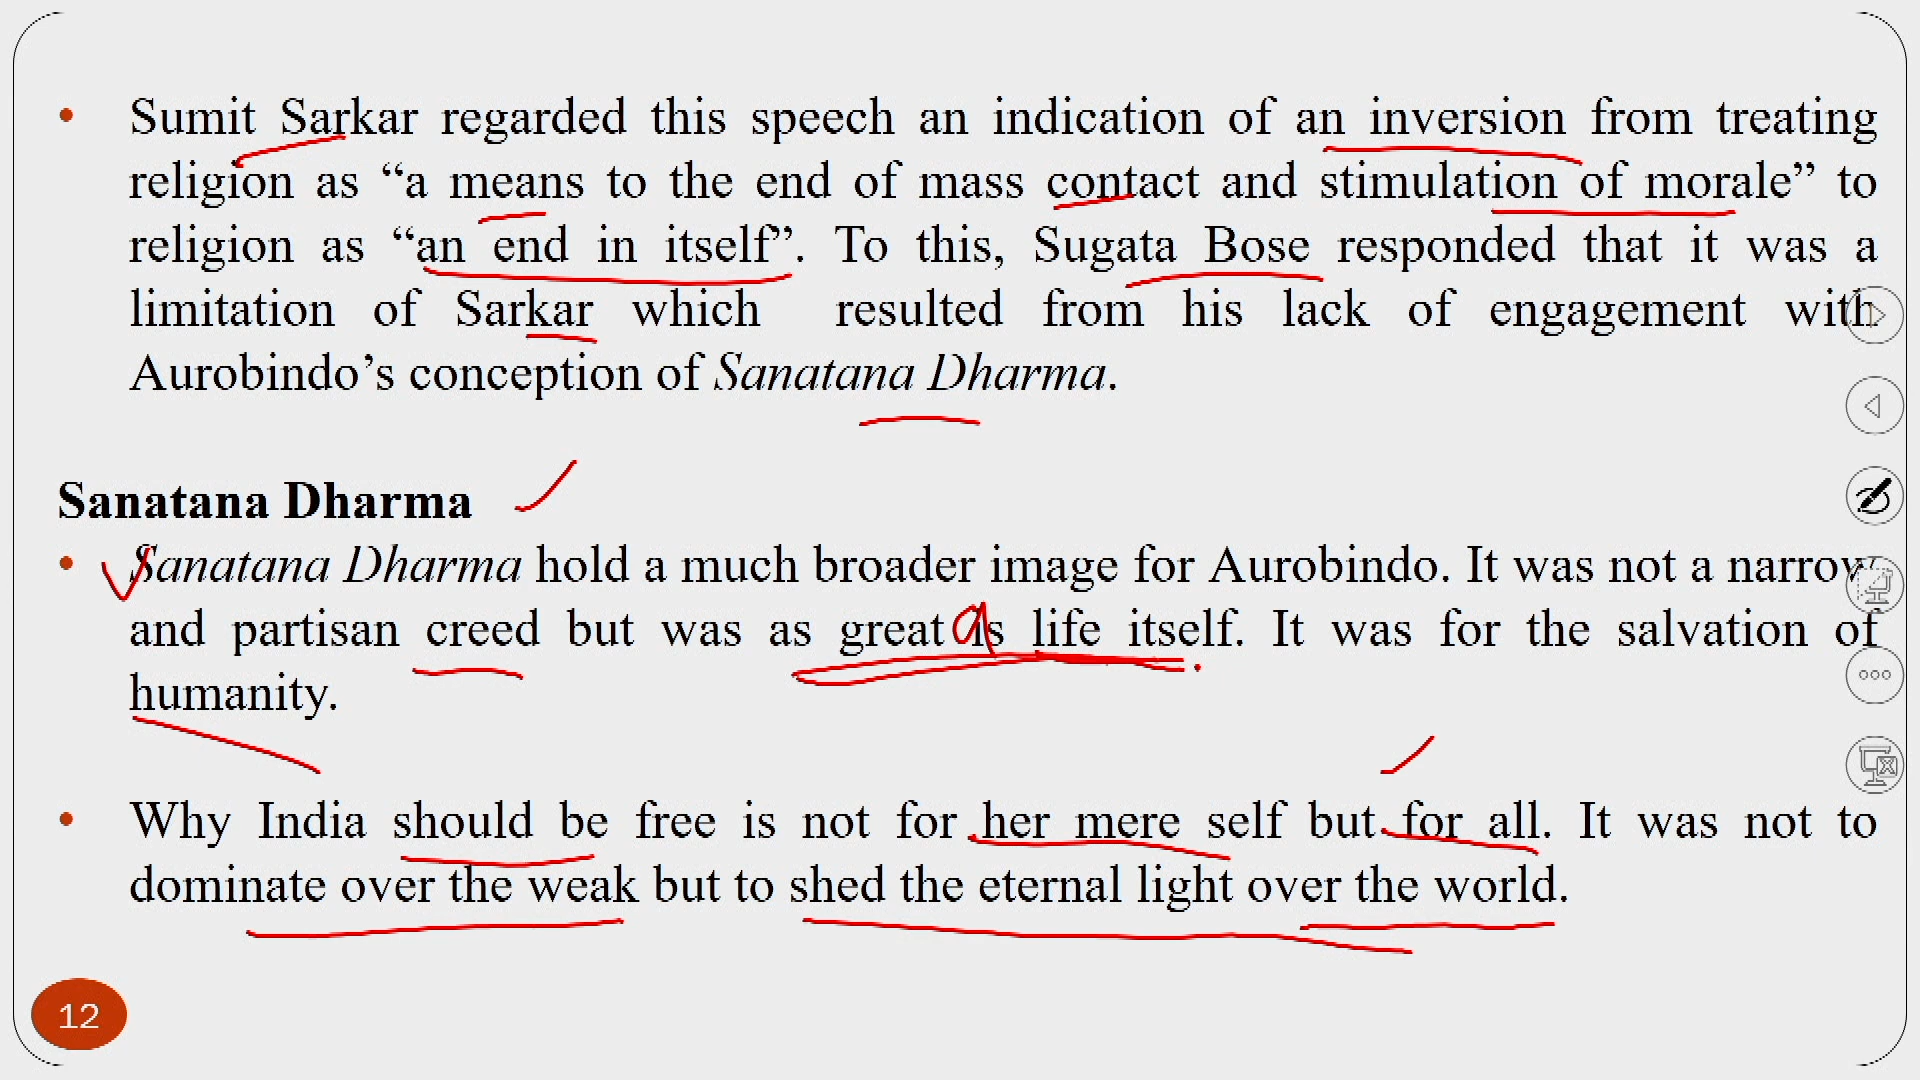 • Sumit Sarkar regarded this speech an indication of an inversion from treating
religion as “a means to the end of mass contact and stimulation of morale” to
religion as “an end in itself”. To this, Sugata Bose responded that it was a
limitation of Sarkar which resulted from his lack of engagement with
Aurobindo’s conception of Sanatana Dharma.
Sanatana Dharma
• Sanatana Dharma hold a much broader image for Aurobindo. It was not a narrow
and partisan creed but was as great as life itself. It was for the salvation of
humanity.
• Why India should be free is not for her mere self but for all. It was not to
dominate over the weak but to shed the eternal light over the world.
12